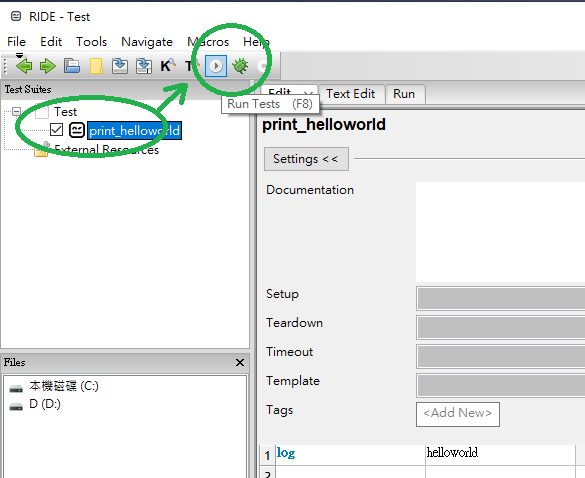 RIDE - Test
File Edit Tools Navigate Macros Help
K T
Test Suites
Edit Text Edit Run
Run Tests (F8)
Test
print_helloworld
External Resources
print_helloworld
Settings <<
Documentation
Setup
Teardown
Timeout
Template
Tags <Add New>
Files
本機磁碟 (C:)
D (D:)
1 log helloworld
2